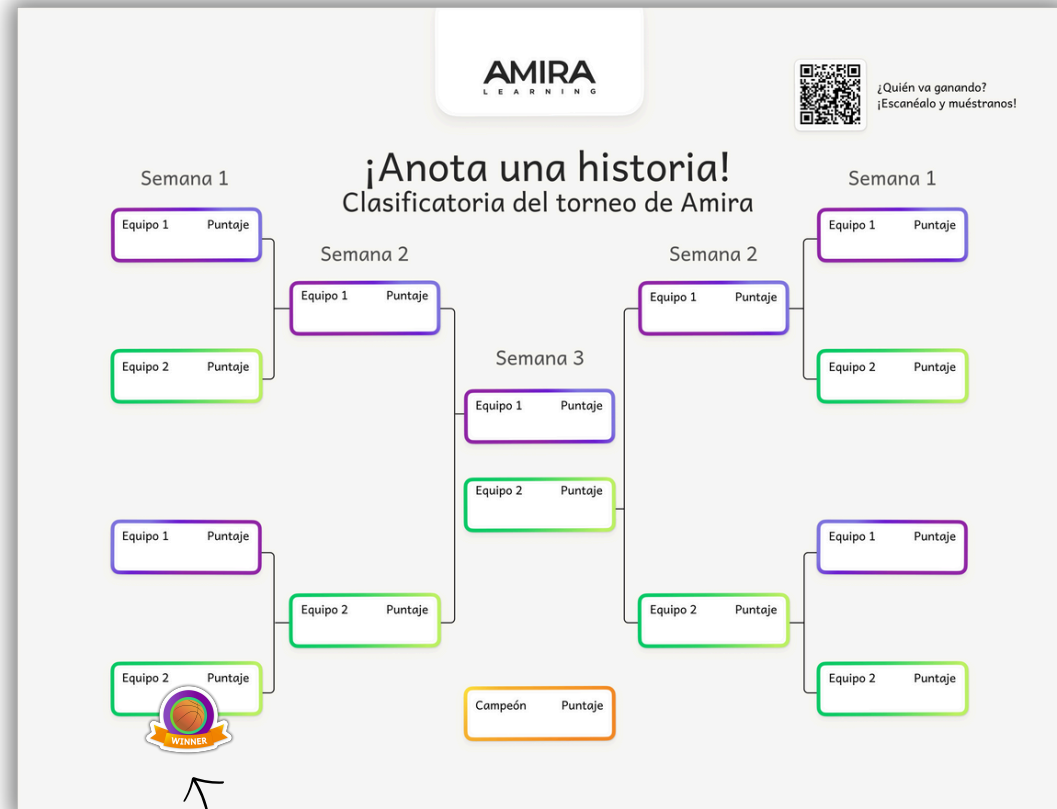 AMIRA
LEARNING
¿Quién va ganando?
¡Escanéalo y muéstranos!
¡Anota una historia!
Clasificatoria del torneo de Amira
Semana 1
Equipo 1 Puntaje
Equipo 2 Puntaje
Equipo 1 Puntaje
Equipo 2 Puntaje
WINNER
Semana 2
Equipo 1 Puntaje
Equipo 2 Puntaje
Semana 3
Equipo 1 Puntaje
Equipo 2 Puntaje
Campeón Puntaje
Semana 2
Equipo 1 Puntaje
Equipo 2 Puntaje
Semana 1
Equipo 1 Puntaje
Equipo 2 Puntaje
Equipo 1 Puntaje
Equipo 2 Puntaje